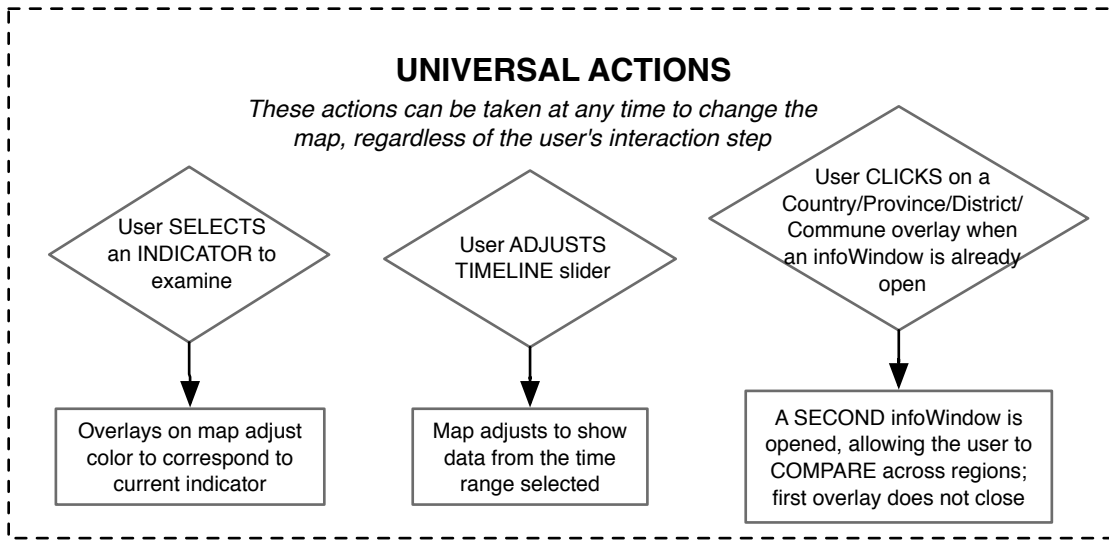 UNIVERSAL ACTIONS
These actions can be taken at any time to change the
map, regardless of the user's interaction step
User SELECTS
an INDICATOR to
examine
User ADJUSTS
TIMELINE slider
User CLICKS on a
Country/Province/District/
Commune overlay when
an infoWindow is already
open
Overlays on map adjust
color to correspond to
current indicator
Map adjusts to show
data from the time
range selected
A SECOND infoWindow is
opened, allowing the user to
COMPARE across regions;
first overlay does not close